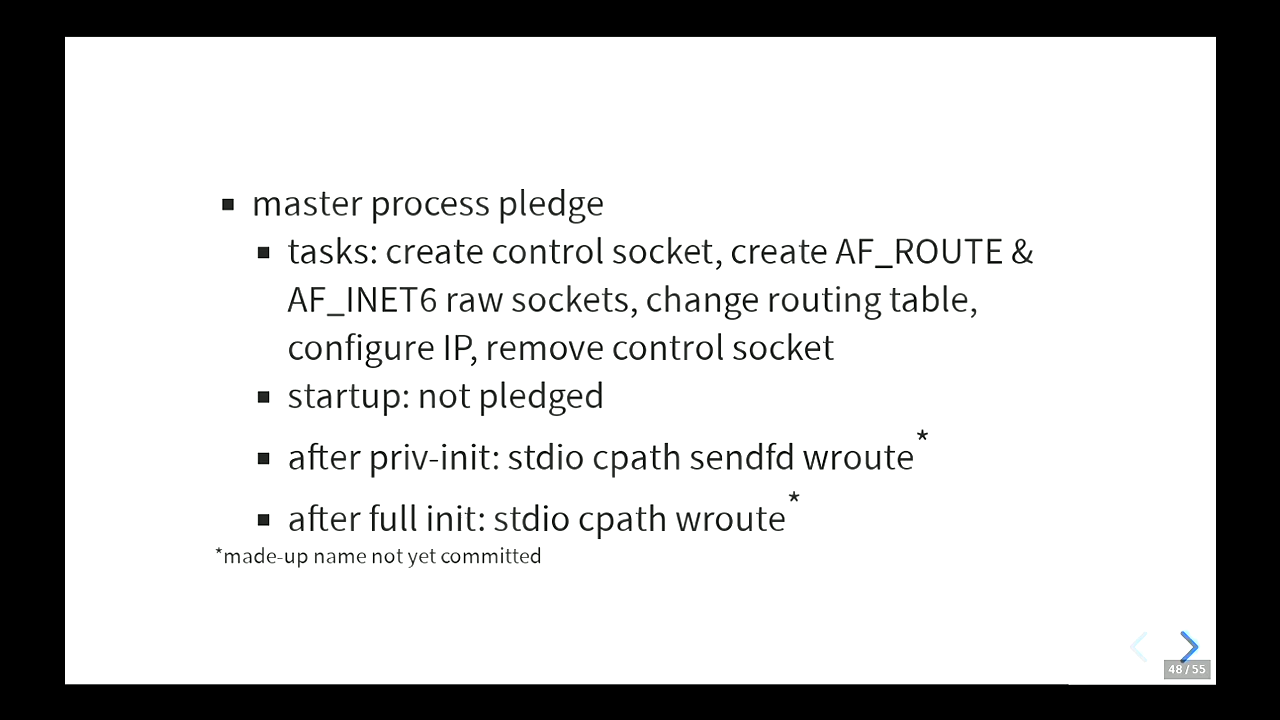 master process pledge
tasks: create control socket, create AF_ROUTE &
AF_INET6 raw sockets, change routing table,
configure IP, remove control socket
startup: not pledged
after priv-init: stdio cpath sendfd wroute*
after full init: stdio cpath wroute*
*made-up name not yet committed
48 / 55